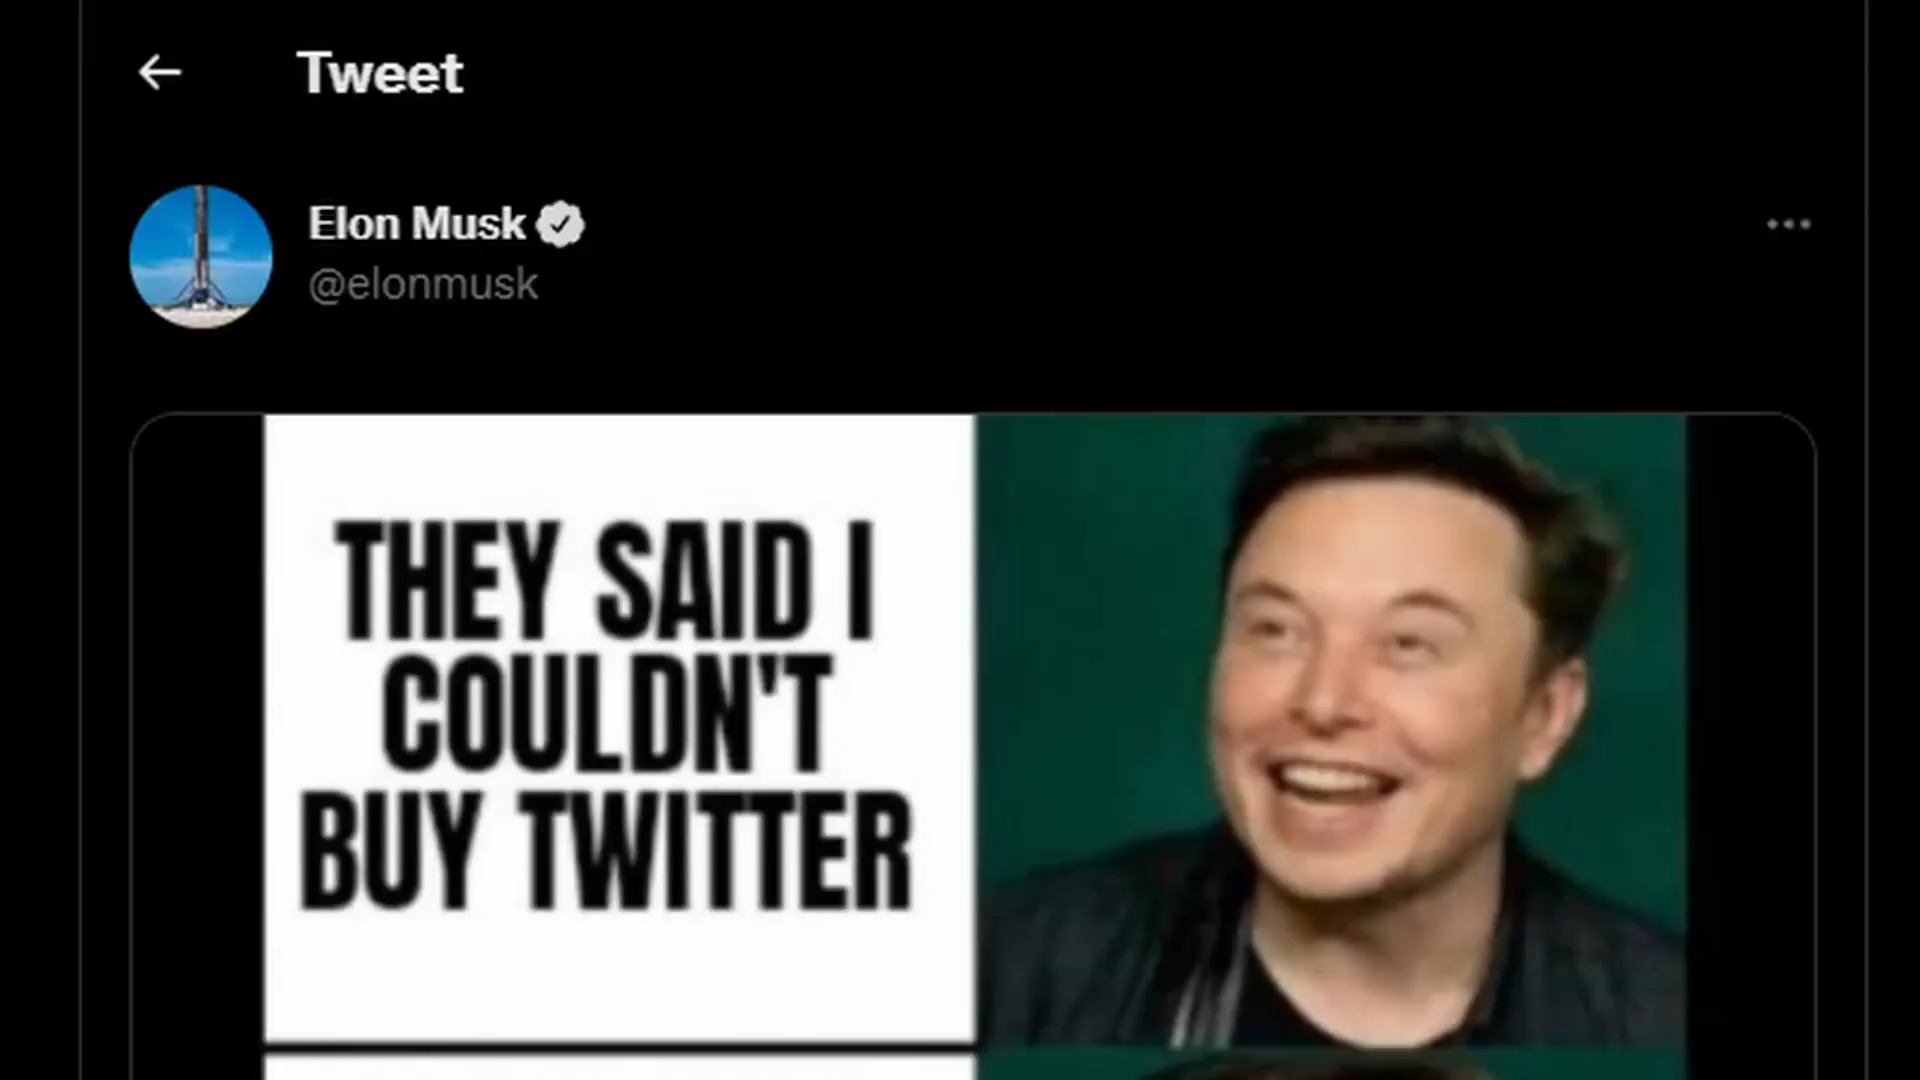 Tweet
Elon Musk
@elonmusk
THEY SAID I
COULDN'T
BUY TWITTER